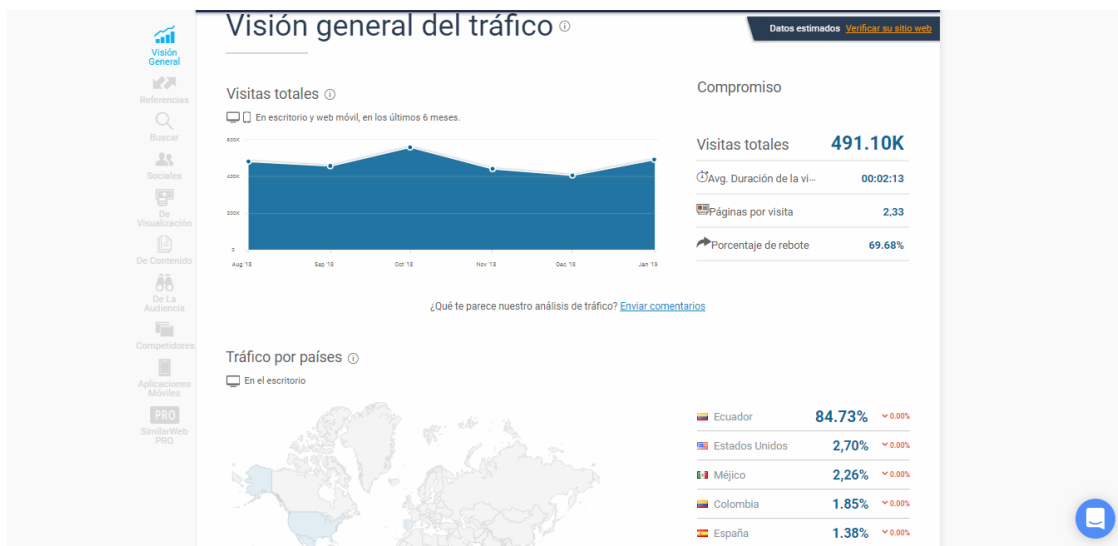 Visión general del tráfico
Datos estimados Verificar su sitio web
Visión
General
Referencias
Buscar
Sociales
De
Visualización
De Contenido
De La
Audiencia
Competidores
Aplicaciones
Móviles
PRO
SimilarWeb
PRO
Visitas totales
En escritorio y web móvil, en los últimos 6 meses.
600K
400K
200K
0
Aug '18
Sep '18
Oct '18
Nov '18
Dec '18
Jan '19
Compromiso
Visitas totales 491.10K
Avg. Duración de la vi... 00:02:13
Páginas por visita 2,33
Porcentaje de rebote 69.68%
¿Qué te parece nuestro análisis de tráfico? Enviar comentarios
Tráfico por países
En el escritorio
Ecuador 84.73% 0.00%
Estados Unidos 2,70% 0.00%
Méjico 2,26% 0.00%
Colombia 1.85% 0.00%
España 1.38% 0.00%